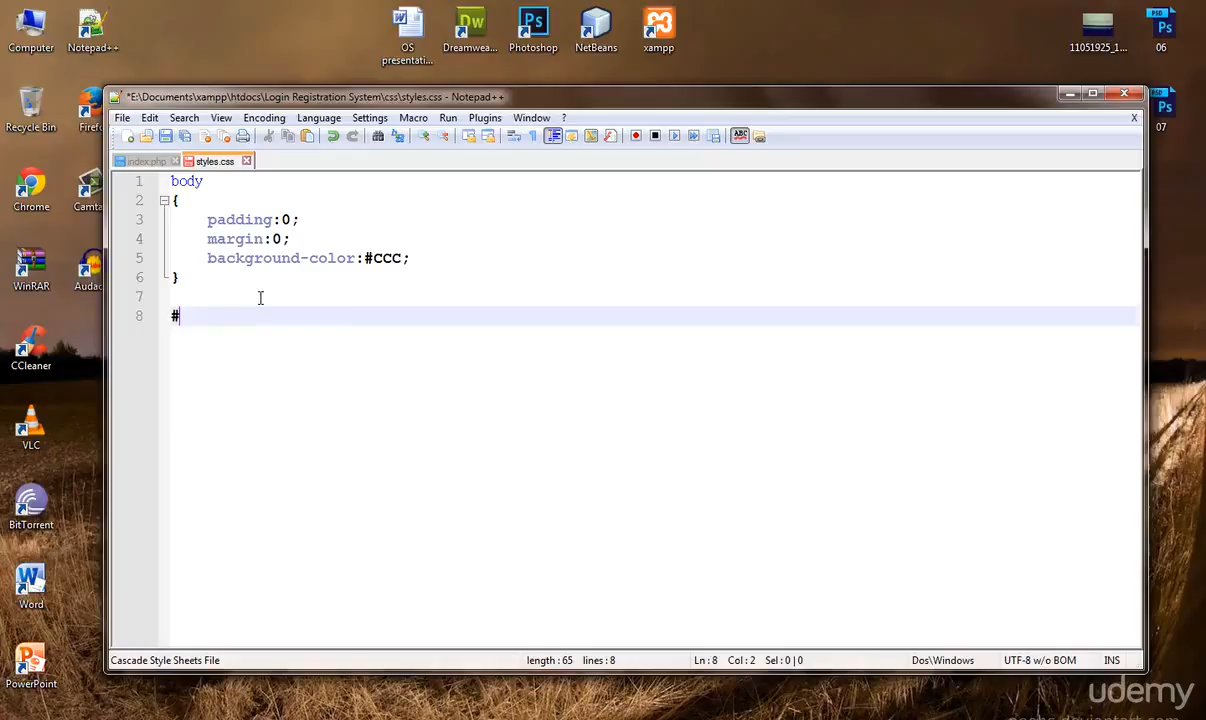 Computer
Notepad++
OS
presentati...
Dreamwea...
Photoshop
NetBeans
xampp
11051925_1...
06
*E:\Documents\xampp\htdocs\Login Registration System\css\styles.css - Notepad++
File Edit Search View Encoding Language Settings Macro Run Plugins Window ? X
index.php styles.css
1 body
2 {
3 padding:0;
4 margin:0;
5 background-color:#CCC;
6 }
7
8 #
Recycle Bin
Firef
07
Chrome
Camta
WinRAR
Audac
CCleaner
VLC
BitTorrent
Word
PowerPoint
Cascade Style Sheets File length : 65 lines : 8 Ln : 8 Col : 2 Sel : 0 | 0 Dos\Windows UTF-8 w/o BOM INS
udemy